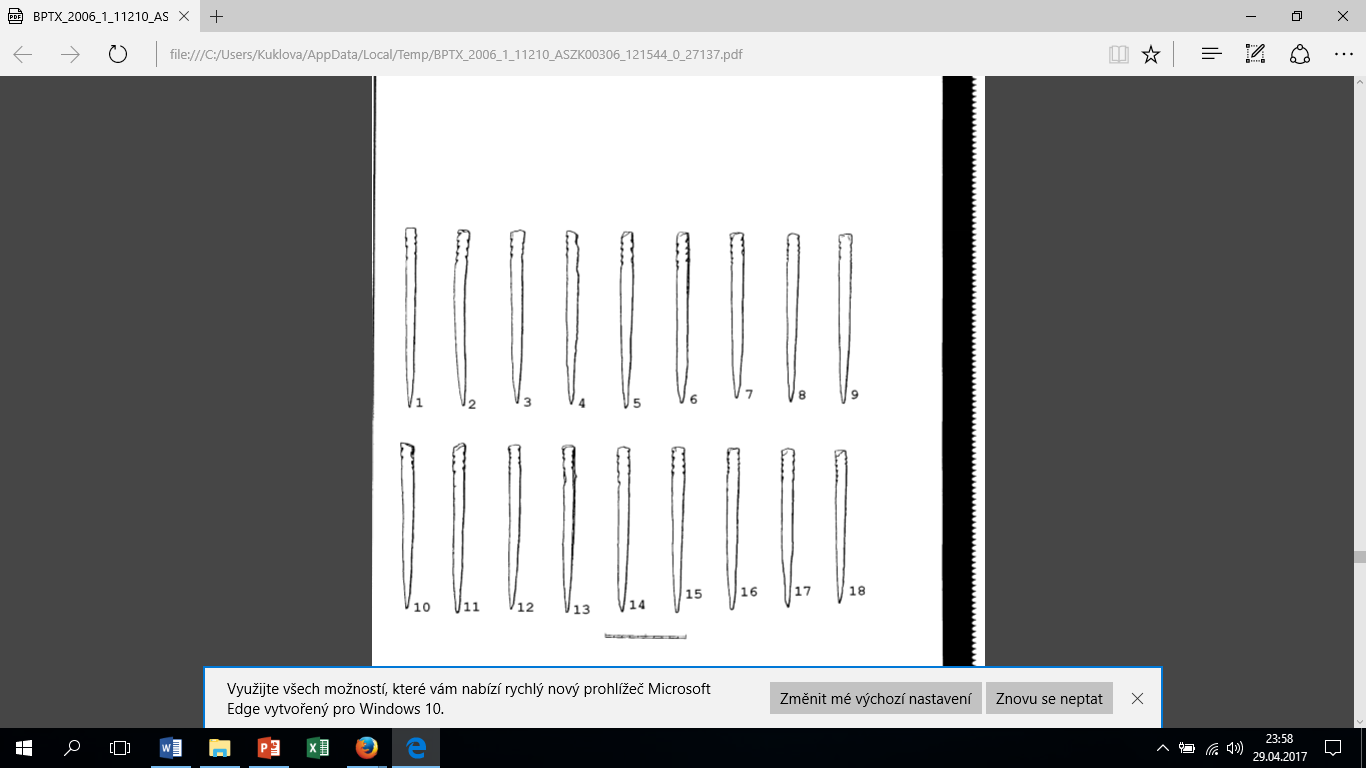 BPTX_2006_1_11210_AS
file:///C:/Users/Kuklova/AppData/Local/Temp/BPTX_2006_1_11210_ASZK00306_121544_0_27137.pdf
1 2 3 4 5 6 7 8 9
10 11 12 13 14 15 16 17 18
Využijte všech možností, které vám nabízí rychlý nový prohlížeč Microsoft
Edge vytvořený pro Windows 10.
Změnit mé výchozí nastavení
Znovu se neptat
23:58
29.04.2017